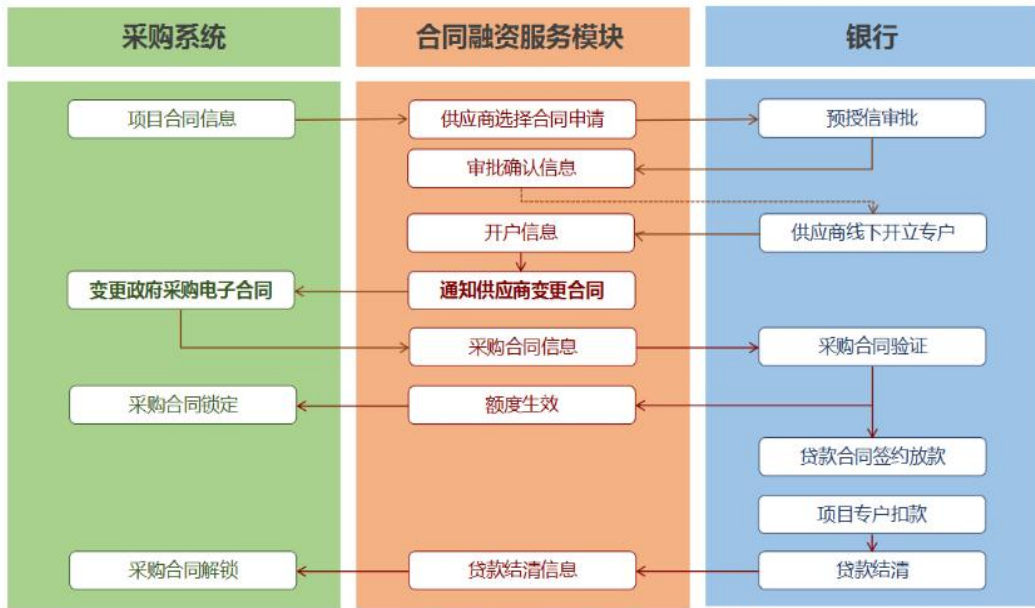 采购系统
合同融资服务模块
银行
项目合同信息
供应商选择合同申请
预授信审批
审批确认信息
开户信息
供应商线下开立专户
变更政府采购电子合同
通知供应商变更合同
采购合同信息
采购合同验证
采购合同锁定
额度生效
贷款合同签约放款
项目专户扣款
采购合同解锁
贷款结清信息
贷款结清